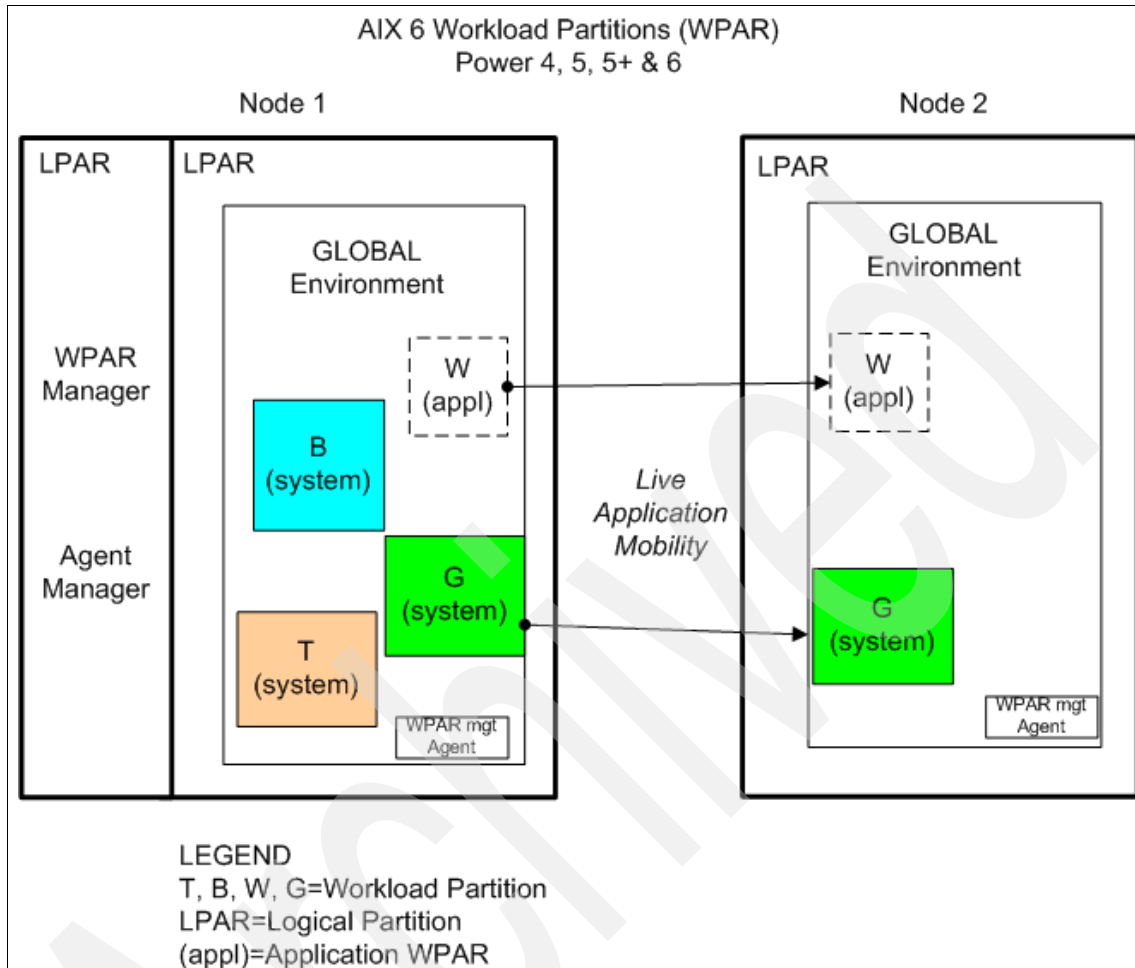 AIX 6 Workload Partitions (WPAR)
Power 4, 5, 5+ & 6
Node 1
Node 2
LPAR
LPAR
LPAR
GLOBAL
Environment
GLOBAL
Environment
WPAR
Manager
W
(appl)
W
(appl)
B
(system)
Live
Application
Mobility
Agent
Manager
G
(system)
G
(system)
T
(system)
WPAR mgt
Agent
WPAR mgt
Agent
LEGEND
T, B, W, G=Workload Partition
LPAR=Logical Partition
(appl)=Application WPAR
Archived